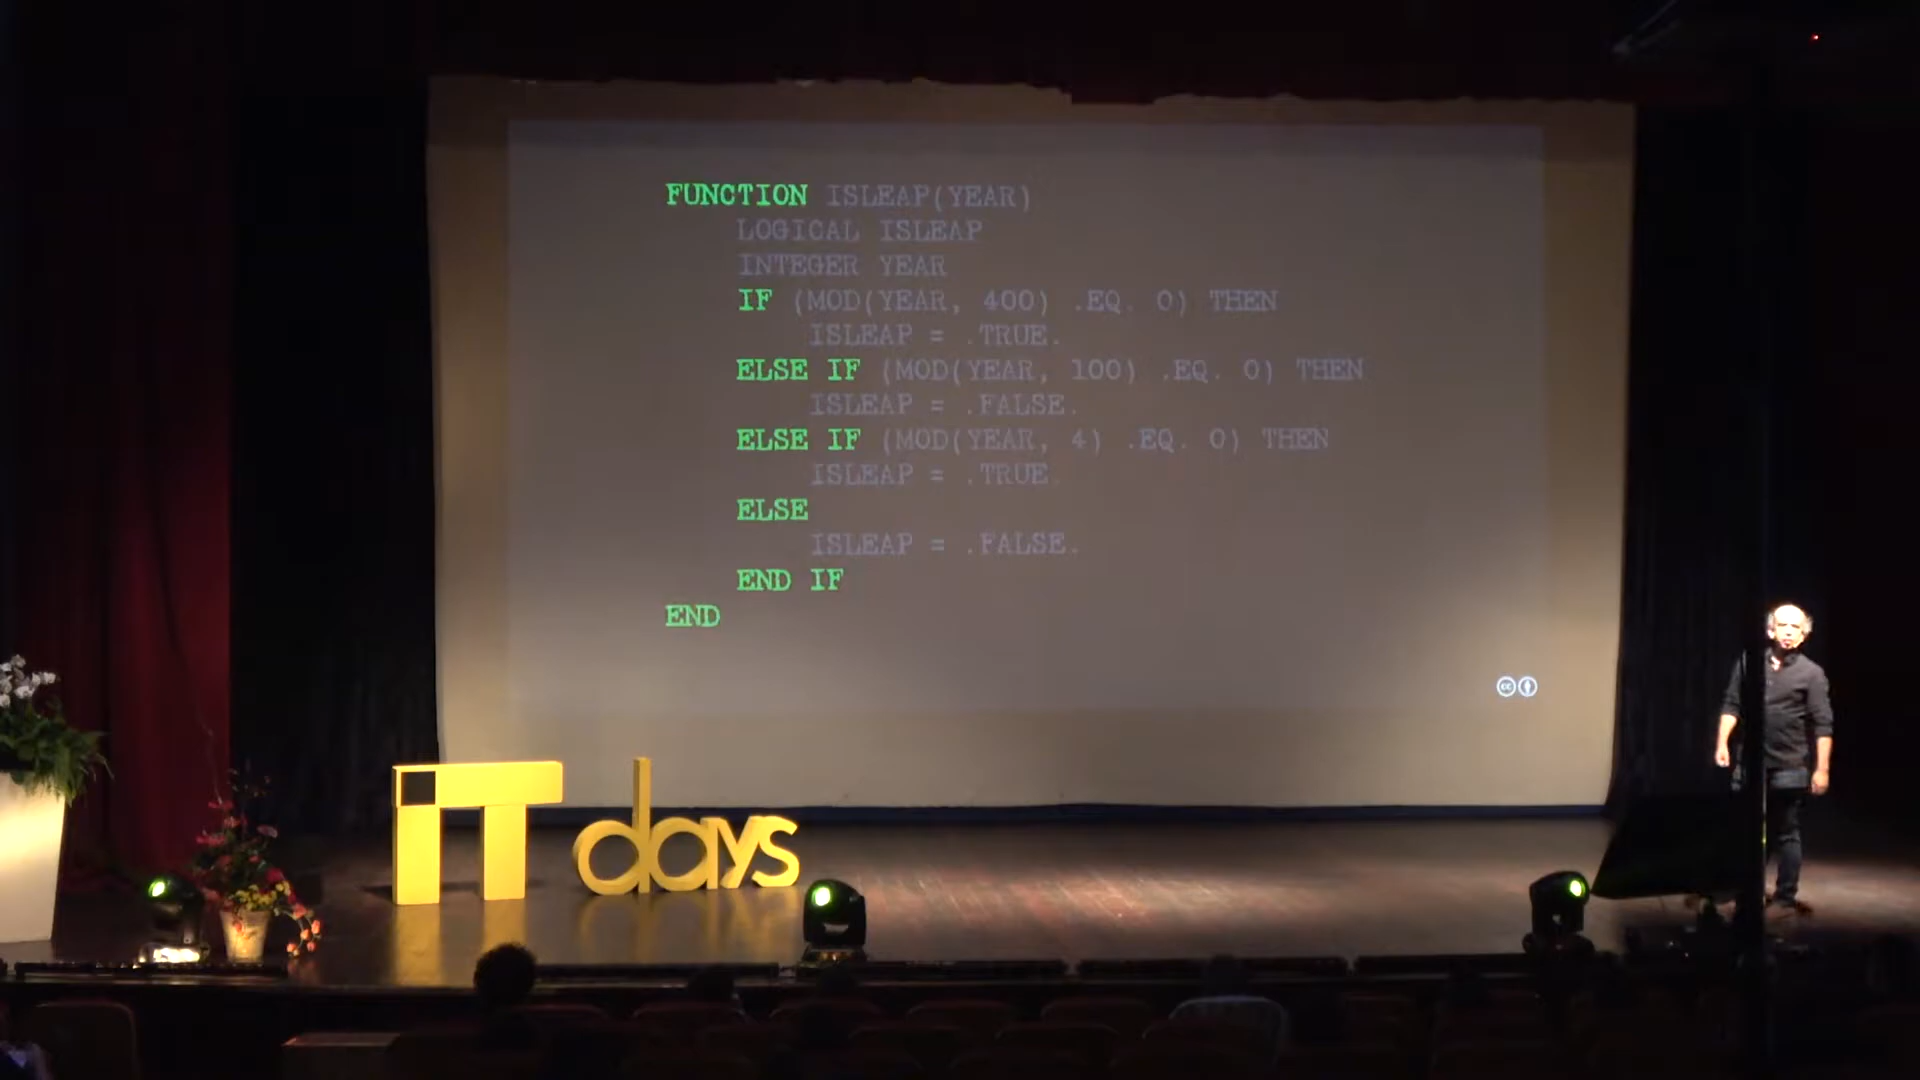 FUNCTION ISLEAP(YEAR)
LOGICAL ISLEAP
INTEGER YEAR
IF (MOD(YEAR, 400) .EQ. 0) THEN
ISLEAP = .TRUE.
ELSE IF (MOD(YEAR, 100) .EQ. 0) THEN
ISLEAP = .FALSE.
ELSE IF (MOD(YEAR, 4) .EQ. 0) THEN
ISLEAP = .TRUE.
ELSE
ISLEAP = .FALSE.
END IF
END
cc
iT days